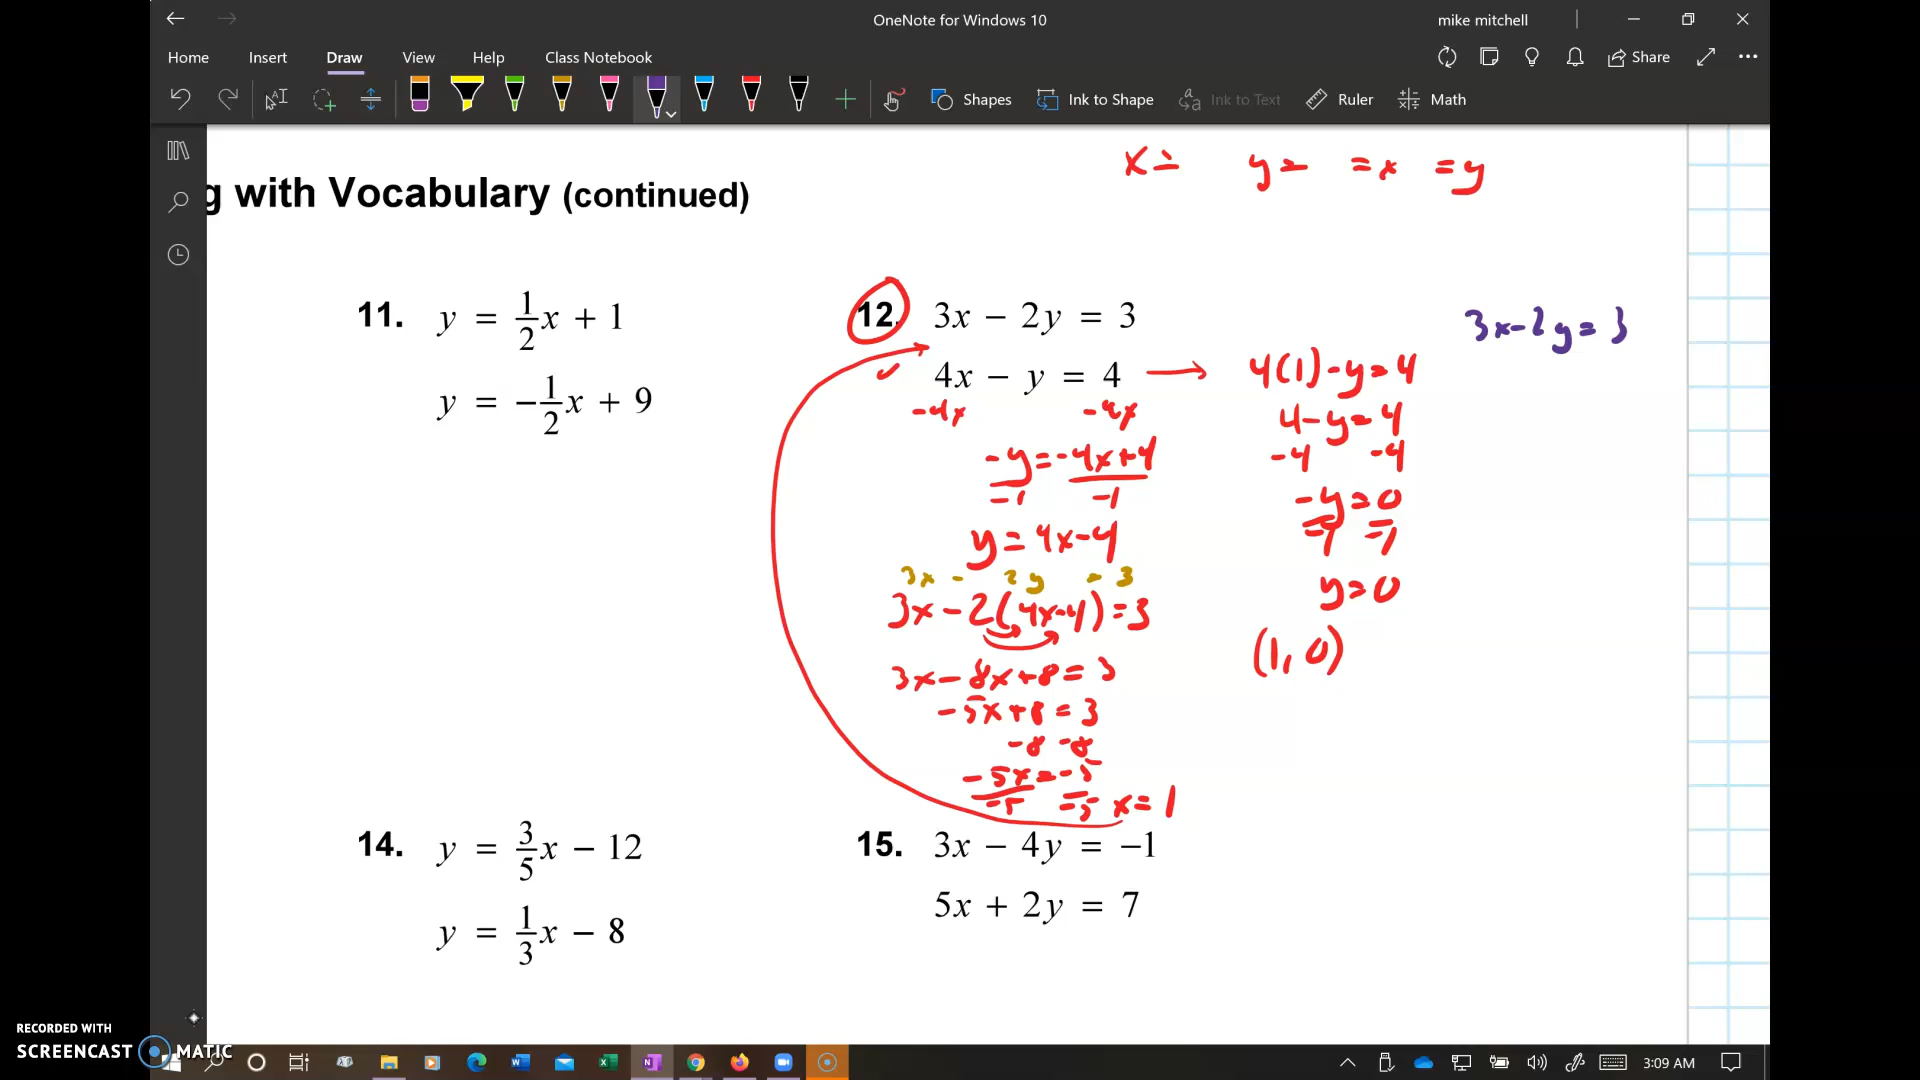 OneNote for Windows 10
mike mitchell
Home Insert Draw View Help Class Notebook
Share
Shapes Ink to Shape Ink to Text Ruler Math
x = y = = x = y
g with Vocabulary (continued)
11. y = 1/2 x + 1
y = -1/2 x + 9
12. 3x − 2y = 3
4x − y = 4
-4x -4x
-y = -4x+4
-1 -1
y = 4x-4
3x - 2y = 3
3x - 2(4x-4) = 3
3x - 8x + 8 = 3
-5x + 8 = 3
-8 -8
-5x = -5
-5 -5 x = 1
4(1) - y = 4
4 - y = 4
-4 -4
-y = 0
-1 -1
y = 0
(1, 0)
3x-2y = 3
14. y = 3/5 x − 12
y = 1/3 x − 8
15. 3x − 4y = −1
5x + 2y = 7
RECORDED WITH
SCREENCAST MATIC
3:09 AM